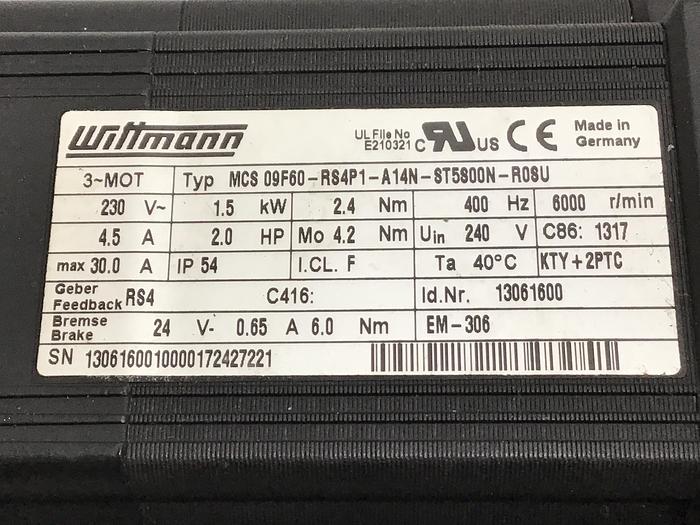 Wittmann
UL File No
E210321
c RU US CE
Made in
Germany
3~MOT Typ MCS 09F60-RS4P1-A14N-ST5S00N-R0SU
230 V~ 1.5 kW 2.4 Nm 400 Hz 6000 r/min
4.5 A 2.0 HP Mo 4.2 Nm Uin 240 V C86: 1317
max 30.0 A IP 54 I.CL. F Ta 40°C KTY+2PTC
Geber
Feedback RS4 C416: Id.Nr. 13061600
Bremse
Brake 24 V- 0.65 A 6.0 Nm EM-306
SN 1306160010000172427221